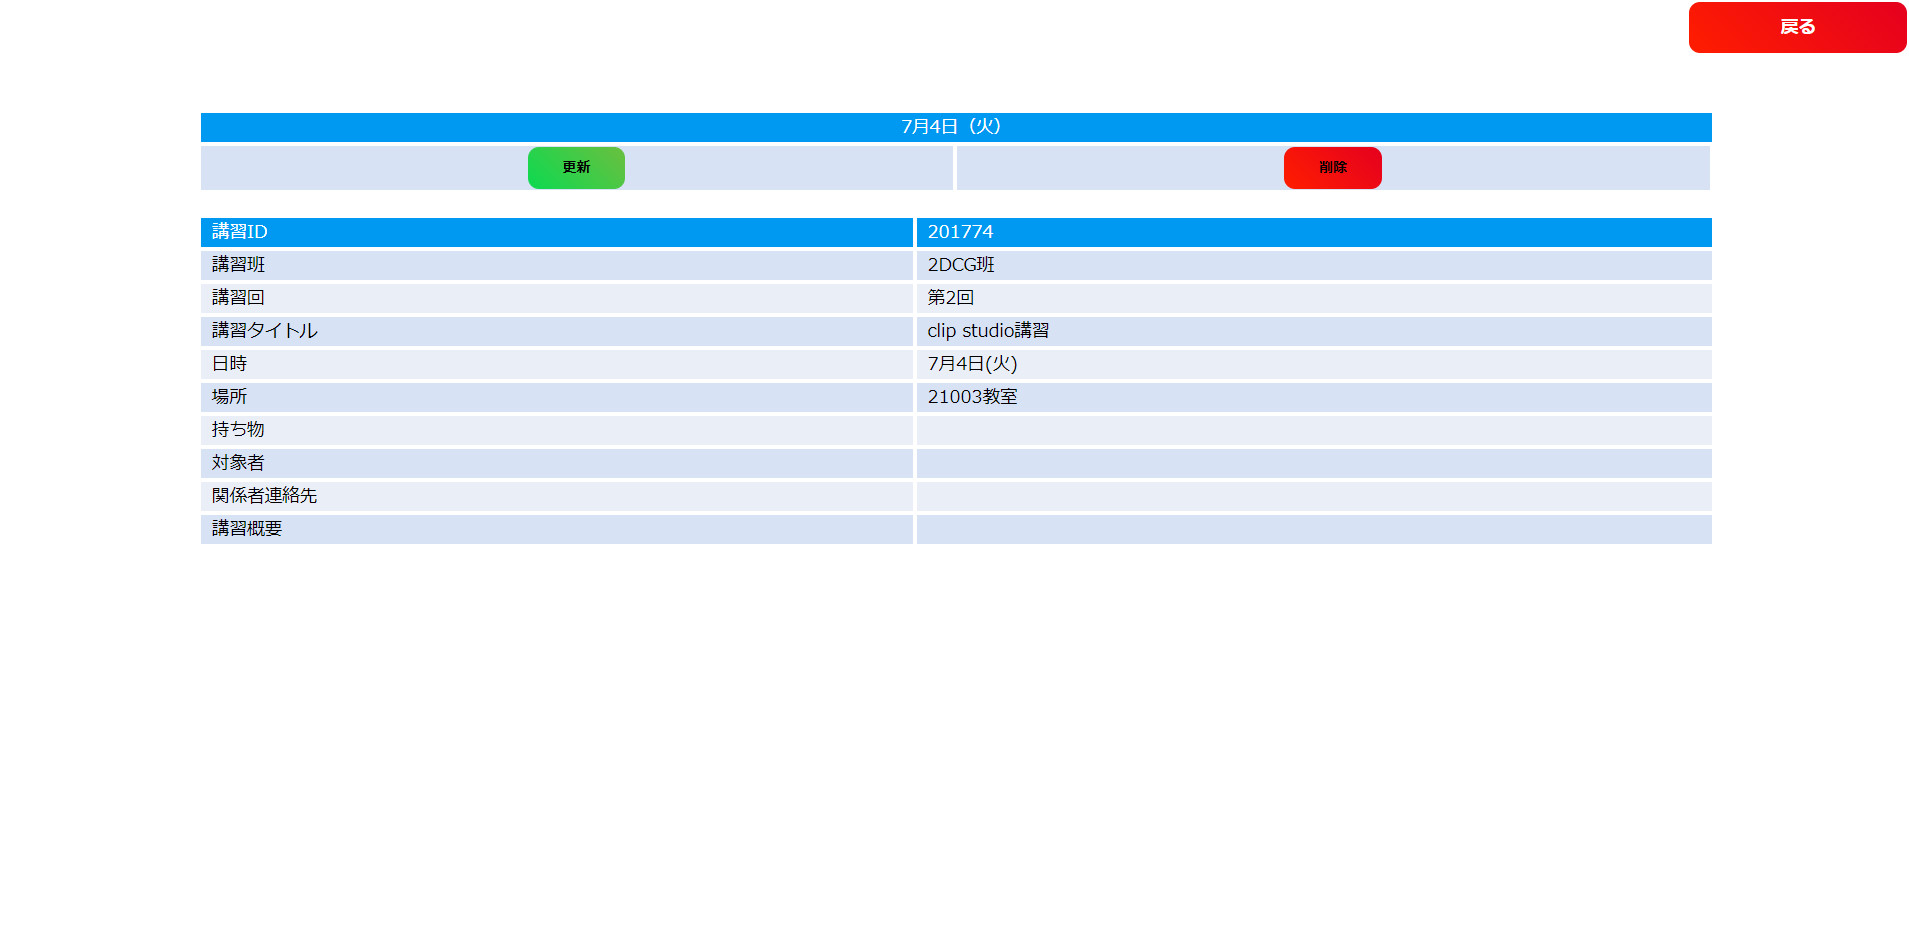 戻る
7月4日（火）
更新 削除
講習ID 201774
講習班 2DCG班
講習回 第2回
講習タイトル clip studio講習
日時 7月4日(火)
場所 21003教室
持ち物
対象者
関係者連絡先
講習概要